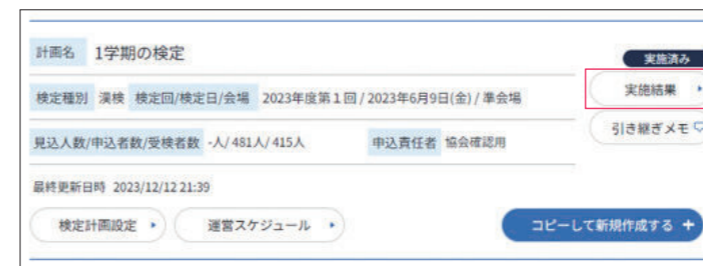 計画名 1学期の検定
実施済み
検定種別 漢検 検定回/検定日/会場 2023年度第1回 / 2023年6月9日(金) / 準会場
実施結果
見込人数/申込者数/受検者数 -人/ 481人/ 415人 申込責任者 協会確認用
引き継ぎメモ
最終更新日時 2023/12/12 21:39
検定計画設定 運営スケジュール コピーして新規作成する +